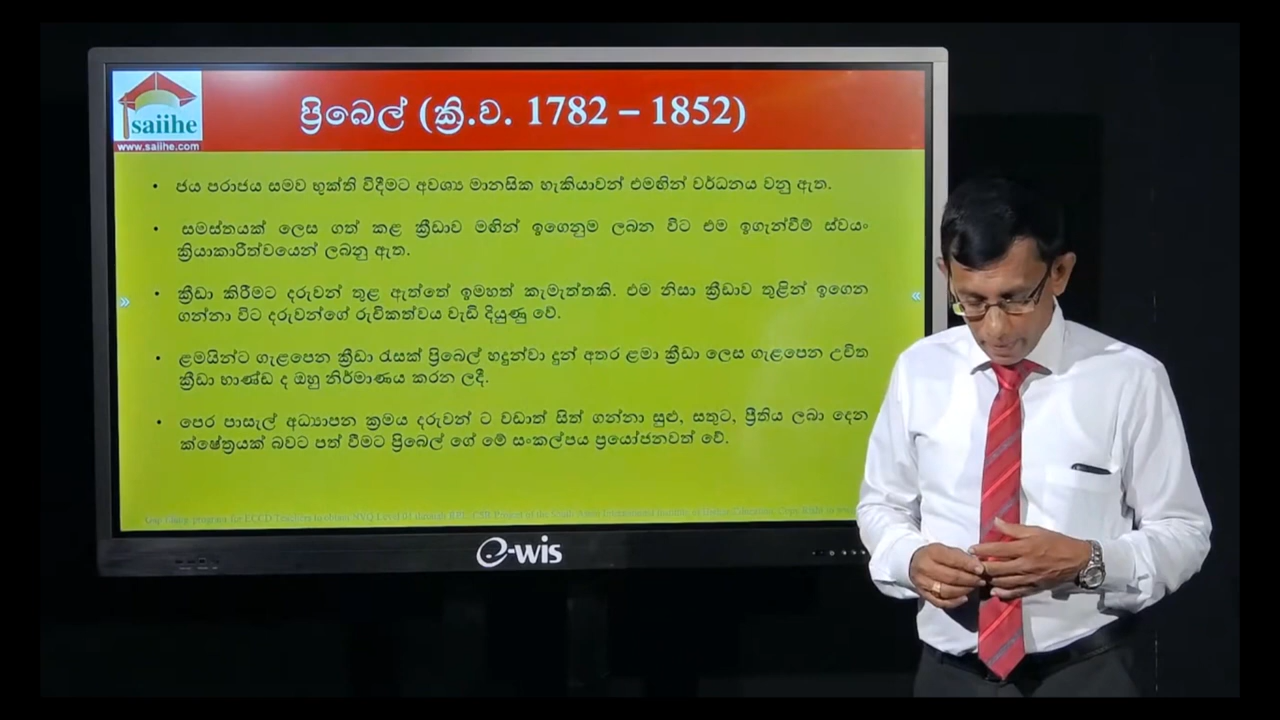 saiihe
www.saiihe.com
ප්‍රිබෙල් (ක්‍රි.ව. 1782 – 1852)
• ජය පරාජය සමව භුක්ති විදීමට අවශ්‍ය මානසික හැකියාවන් එමඟින් වර්ධනය වනු ඇත.
• සමස්තයක් ලෙස ගත් කළ ක්‍රීඩාව මඟින් ඉගෙනුම ලබන විට එම ඉගැන්වීම් ස්වයං
ක්‍රියාකාරීත්වයෙන් ලබනු ඇත.
• ක්‍රීඩා කිරීමට දරුවන් තුළ ඇත්තේ ඉමහත් කැමැත්තකි. එම නිසා ක්‍රීඩාව තුළින් ඉගෙන
ගන්නා විට දරුවන්ගේ රුචිකත්වය වැඩි දියුණු වේ.
• ළමයින්ට ගැළපෙන ක්‍රීඩා රැසක් ප්‍රිබෙල් හදුන්වා දුන් අතර ළමා ක්‍රීඩා ලෙස ගැළපෙන උචිත
ක්‍රීඩා භාණ්ඩ ද ඔහු නිර්මාණය කරන ලදී.
• පෙර පාසැල් අධ්‍යාපන ක්‍රමය දරුවන් ට වඩාත් සිත් ගන්නා සුළු, සතුට, ප්‍රීතිය ලබා දෙන
ක්ෂේත්‍රයක් බවට පත් වීමට ප්‍රිබෙල් ගේ මේ සංකල්පය ප්‍රයෝජනවත් වේ.
e-wis